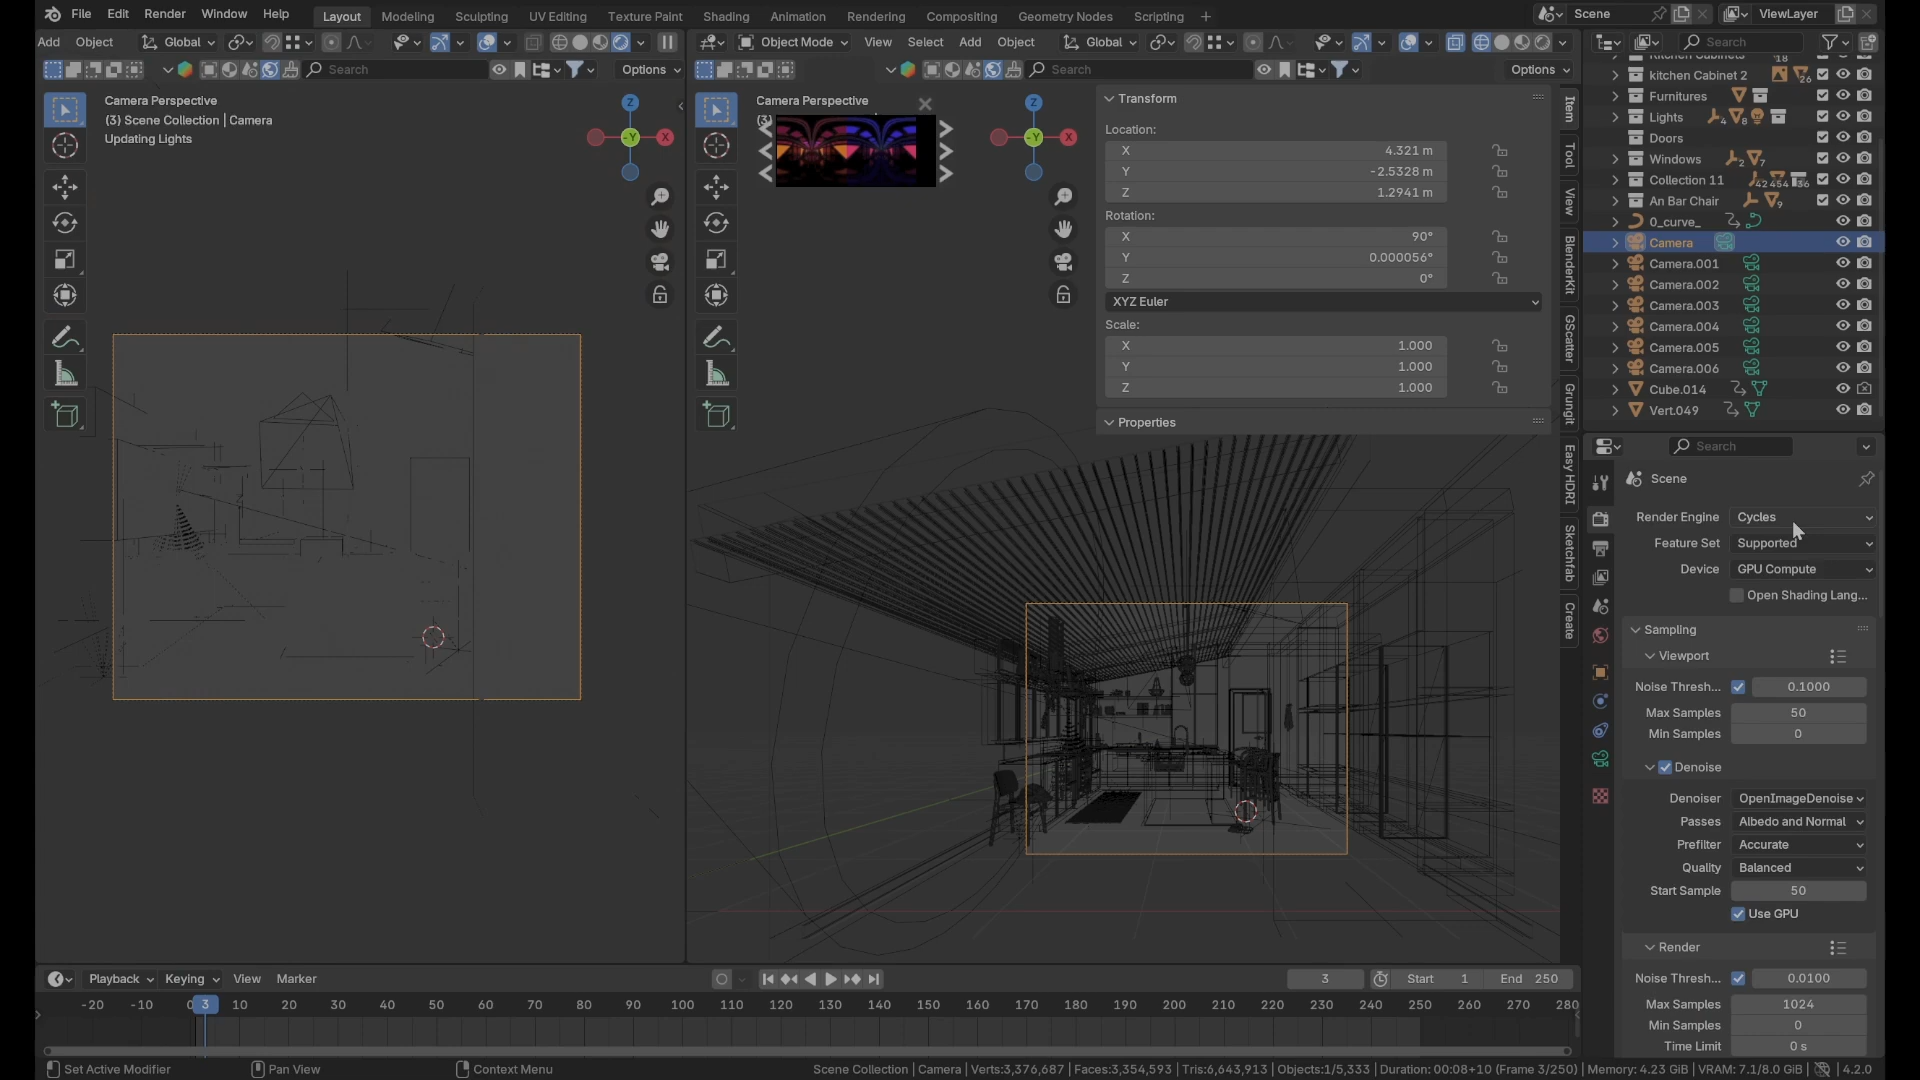 File Edit Render Window Help Layout Modeling Sculpting UV Editing Texture Paint Shading Animation Rendering Compositing Geometry Nodes Scripting + Scene ViewLayer
Add Object Global Object Mode View Select Add Object Global Search
Search Options Search Options
Camera Perspective
(3) Scene Collection | Camera
Updating Lights
Z
-Y
X
Camera Perspective
(3)
Z
-Y
X
Transform
Location:
X 4.321 m
Y -2.5328 m
Z 1.2941 m
Rotation:
X 90°
Y 0.000056°
Z 0°
XYZ Euler
Scale:
X 1.000
Y 1.000
Z 1.000
Properties
Item
Tool
View
BlenderKit
GScatter
Grungit
Easy HDRI
Sketchfab
Create
Kitchen Cabinets 18
kitchen Cabinet 2 26
Furnitures
Lights 4 8
Doors
Windows 2 7
Collection 11 42 454 36
An Bar Chair 9
0_curve_
Camera
Camera.001
Camera.002
Camera.003
Camera.004
Camera.005
Camera.006
Cube.014
Vert.049
Search
Scene
Render Engine Cycles
Feature Set Supported
Device GPU Compute
Open Shading Lang...
Sampling
Viewport
Noise Thresh... 0.1000
Max Samples 50
Min Samples 0
Denoise
Denoiser OpenImageDenoise
Passes Albedo and Normal
Prefilter Accurate
Quality Balanced
Start Sample 50
Use GPU
Render
Noise Thresh... 0.0100
Max Samples 1024
Min Samples 0
Time Limit 0 s
Playback Keying View Marker 3 Start 1 End 250
-20 -10 0 3 10 20 30 40 50 60 70 80 90 100 110 120 130 140 150 160 170 180 190 200 210 220 230 240 250 260 270 280
Set Active Modifier Pan View Context Menu Scene Collection | Camera | Verts:3,376,687 | Faces:3,354,593 | Tris:6,643,913 | Objects:1/5,333 | Duration: 00:08+10 (Frame 3/250) | Memory: 4.23 GiB | VRAM: 7.1/8.0 GiB | 4.2.0